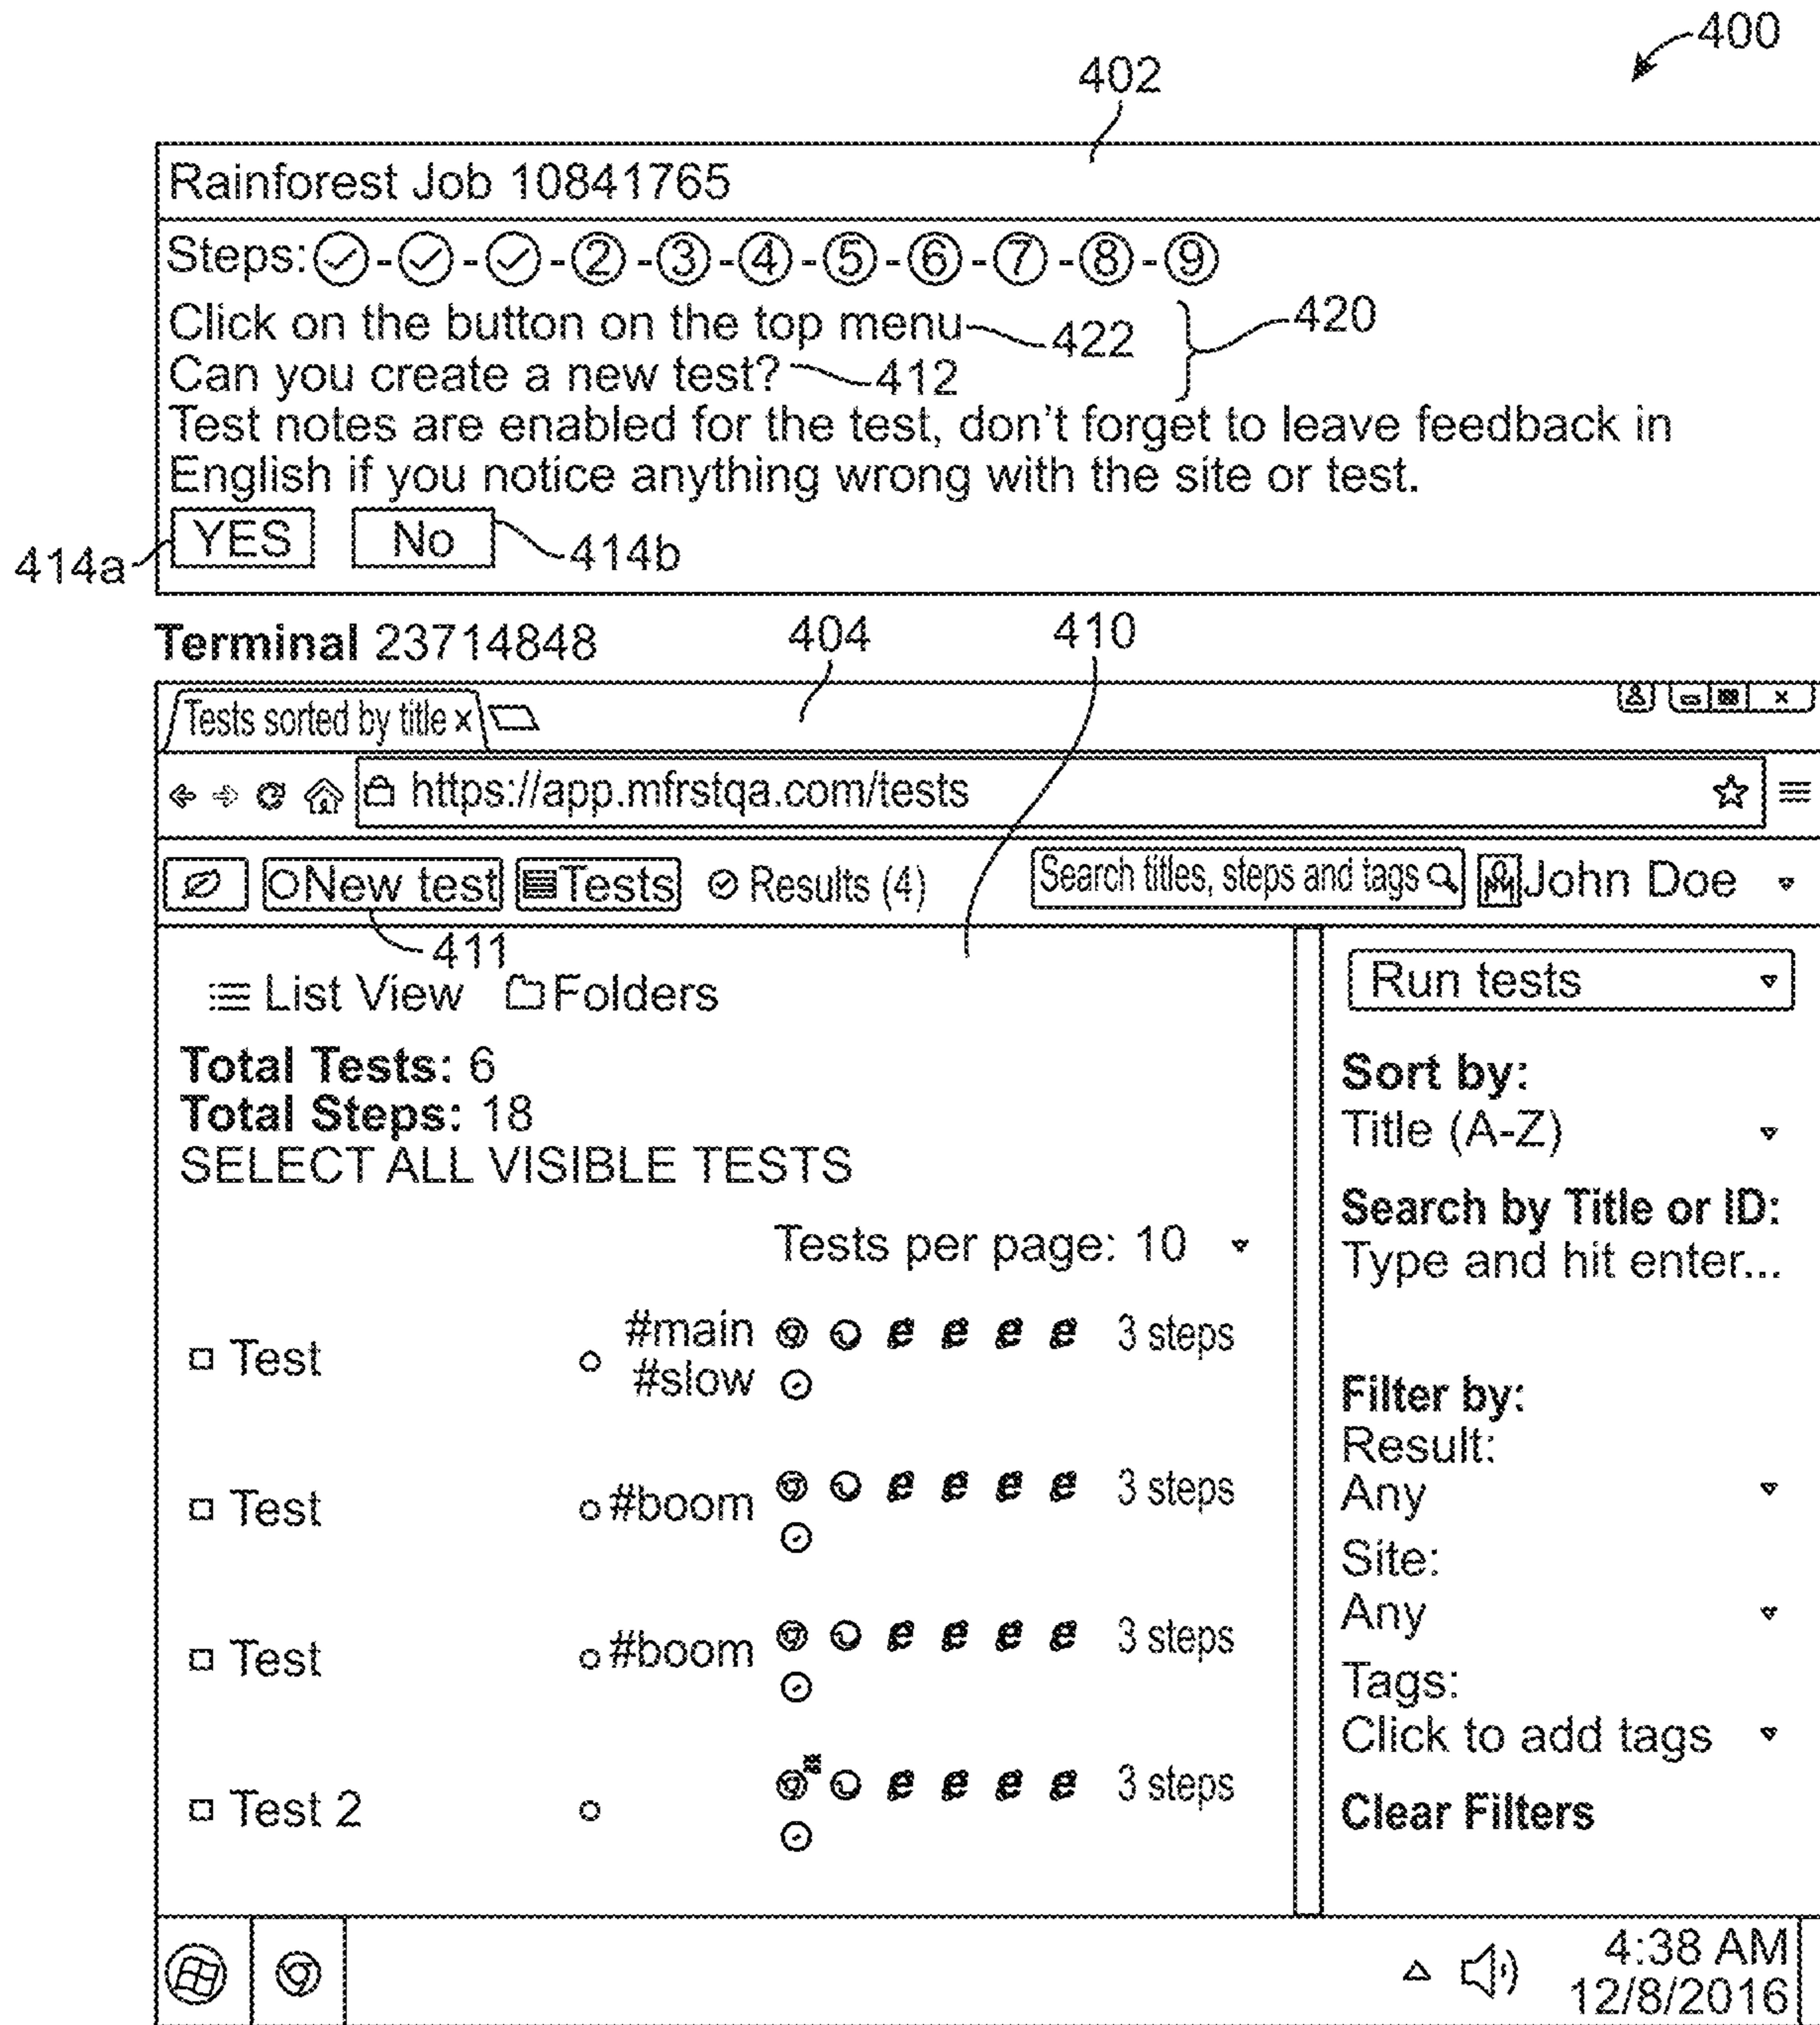 400
402
Rainforest Job 10841765
Steps: ✓-✓-✓-2-3-4-5-6-7-8-9
Click on the button on the top menu 422 420
Can you create a new test? 412
Test notes are enabled for the test, don't forget to leave feedback in
English if you notice anything wrong with the site or test.
414a YES No 414b
Terminal 23714848 404 410
Tests sorted by title x
https://app.mfrstqa.com/tests
New test Tests Results (4) Search titles, steps and tags John Doe
411
List View Folders
Total Tests: 6
Total Steps: 18
SELECT ALL VISIBLE TESTS
Tests per page: 10
Test #main 3 steps
#slow
Test #boom 3 steps
Test #boom 3 steps
Test 2 3 steps
Run tests
Sort by:
Title (A-Z)
Search by Title or ID:
Type and hit enter...
Filter by:
Result:
Any
Site:
Any
Tags:
Click to add tags
Clear Filters
4:38 AM
12/8/2016